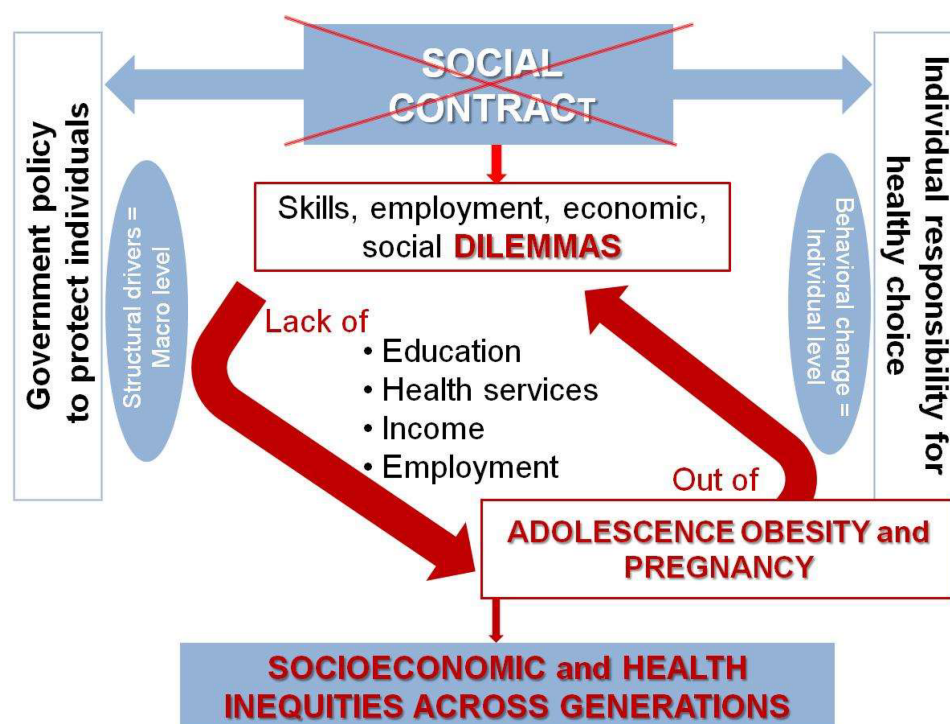 SOCIAL
CONTRACT
Government policy
to protect individuals
Structural drivers =
Macro level
Individual responsibility for
healthy choice
Behavioral change =
Individual level
Skills, employment, economic,
social DILEMMAS
Lack of
• Education
• Health services
• Income
• Employment
Out of
ADOLESCENCE OBESITY and
PREGNANCY
SOCIOECONOMIC and HEALTH
INEQUITIES ACROSS GENERATIONS